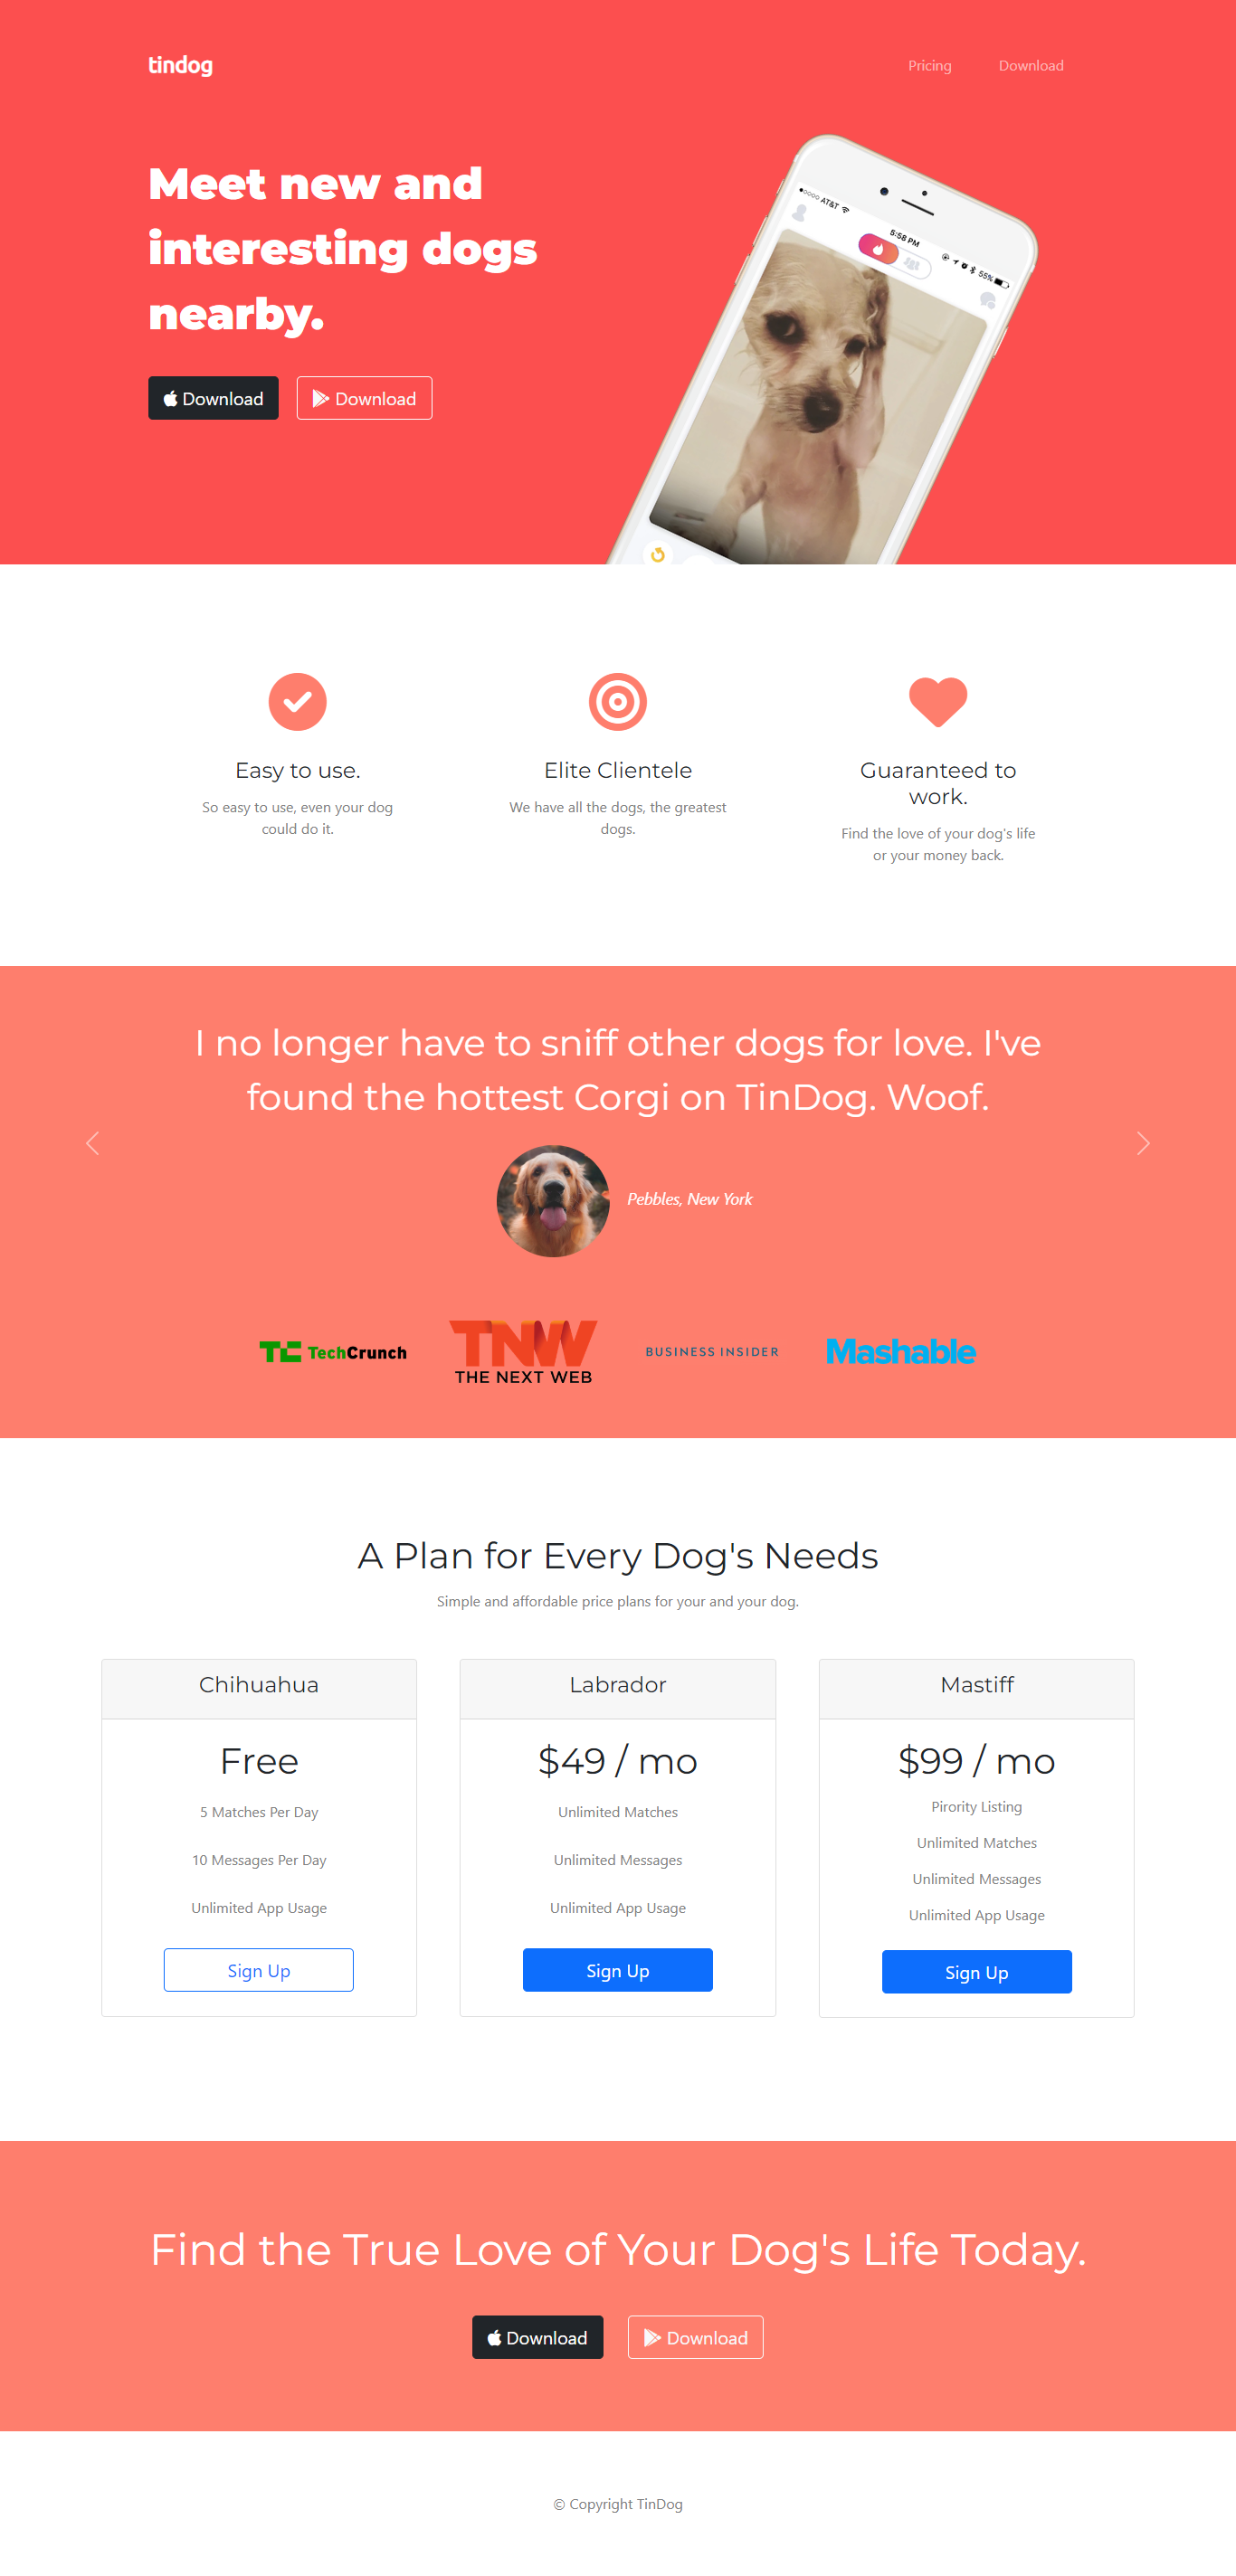 tindog
Pricing
Download
Meet new and
interesting dogs
nearby.
Download
Download
AT&T
5:58 PM
55%
Easy to use.
So easy to use, even your dog
could do it.
Elite Clientele
We have all the dogs, the greatest
dogs.
Guaranteed to
work.
Find the love of your dog's life
or your money back.
I no longer have to sniff other dogs for love. I've
found the hottest Corgi on TinDog. Woof.
Pebbles, New York
TC TechCrunch
TNW
THE NEXT WEB
BUSINESS INSIDER
Mashable
A Plan for Every Dog's Needs
Simple and affordable price plans for your and your dog.
Chihuahua
Free
5 Matches Per Day
10 Messages Per Day
Unlimited App Usage
Sign Up
Labrador
$49 / mo
Unlimited Matches
Unlimited Messages
Unlimited App Usage
Sign Up
Mastiff
$99 / mo
Pirority Listing
Unlimited Matches
Unlimited Messages
Unlimited App Usage
Sign Up
Find the True Love of Your Dog's Life Today.
Download
Download
© Copyright TinDog